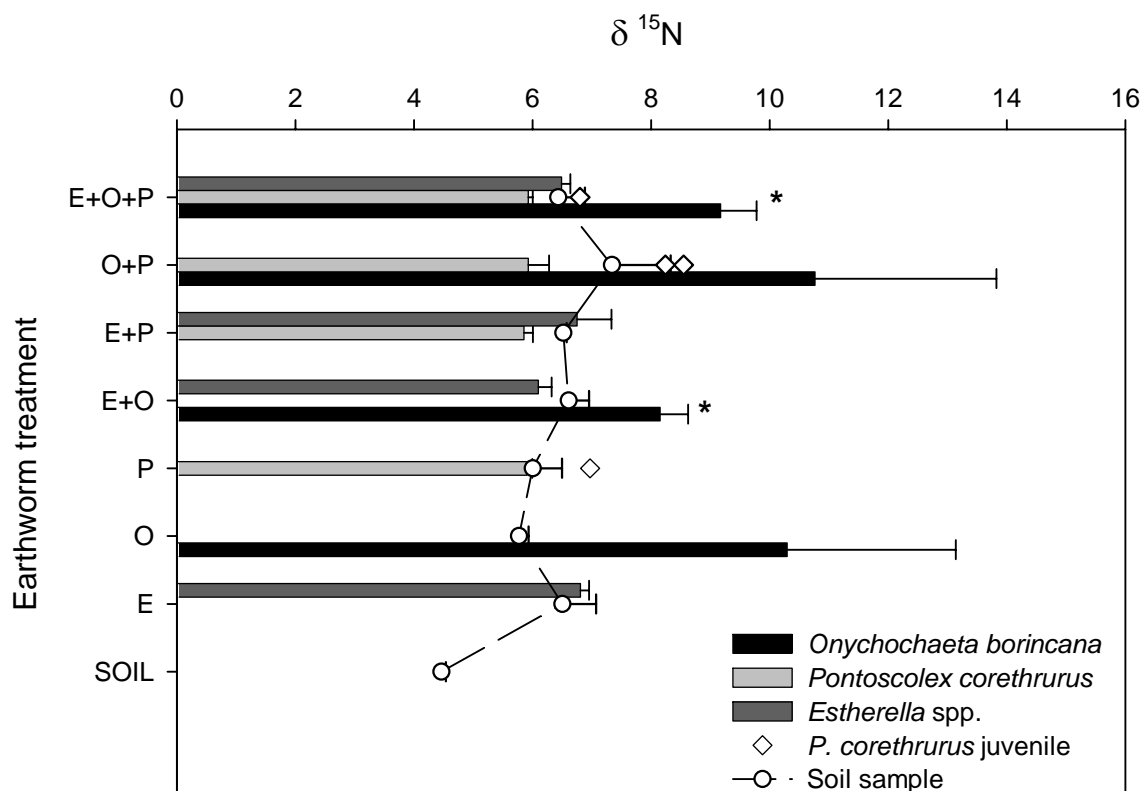 δ ¹⁵N
0 2 4 6 8 10 12 14 16
Earthworm treatment
E+O+P
*
O+P
E+P
E+O
*
P
O
E
SOIL
Onychochaeta borincana
Pontoscolex corethrurus
Estherella spp.
P. corethrurus juvenile
Soil sample